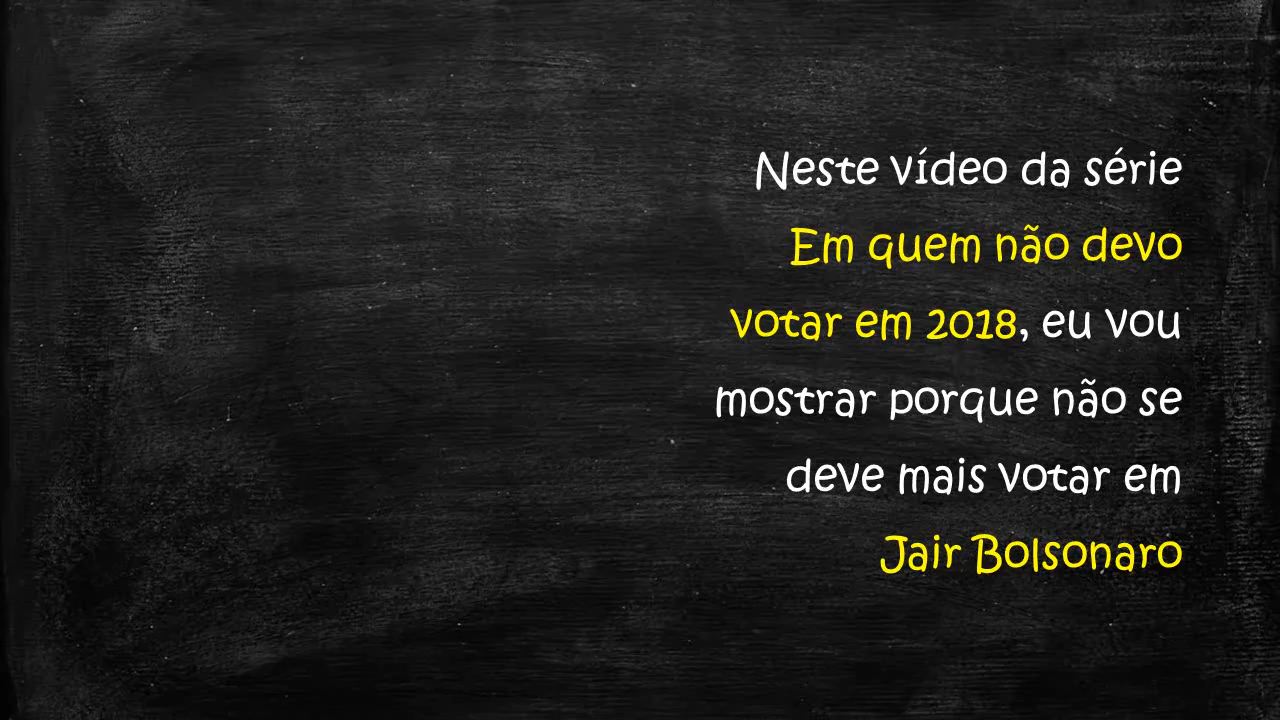 Neste vídeo da série
Em quem não devo
votar em 2018, eu vou
mostrar porque não se
deve mais votar em
Jair Bolsonaro